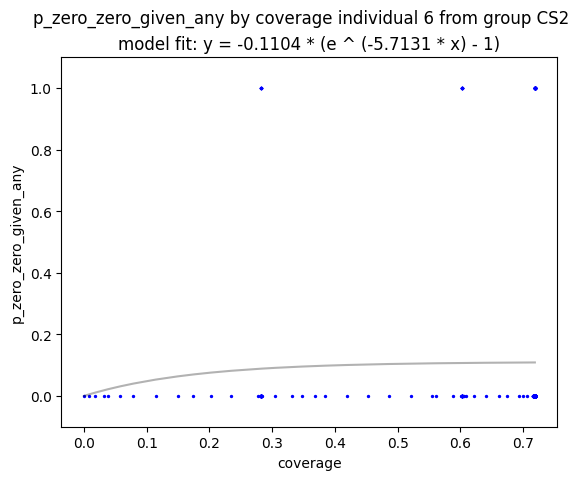 p_zero_zero_given_any by coverage individual 6 from group CS2
model fit: y = -0.1104 * (e ^ (-5.7131 * x) - 1)
1.0
0.8
0.6
0.4
0.2
0.0
p_zero_zero_given_any
0.0 0.1 0.2 0.3 0.4 0.5 0.6 0.7
coverage